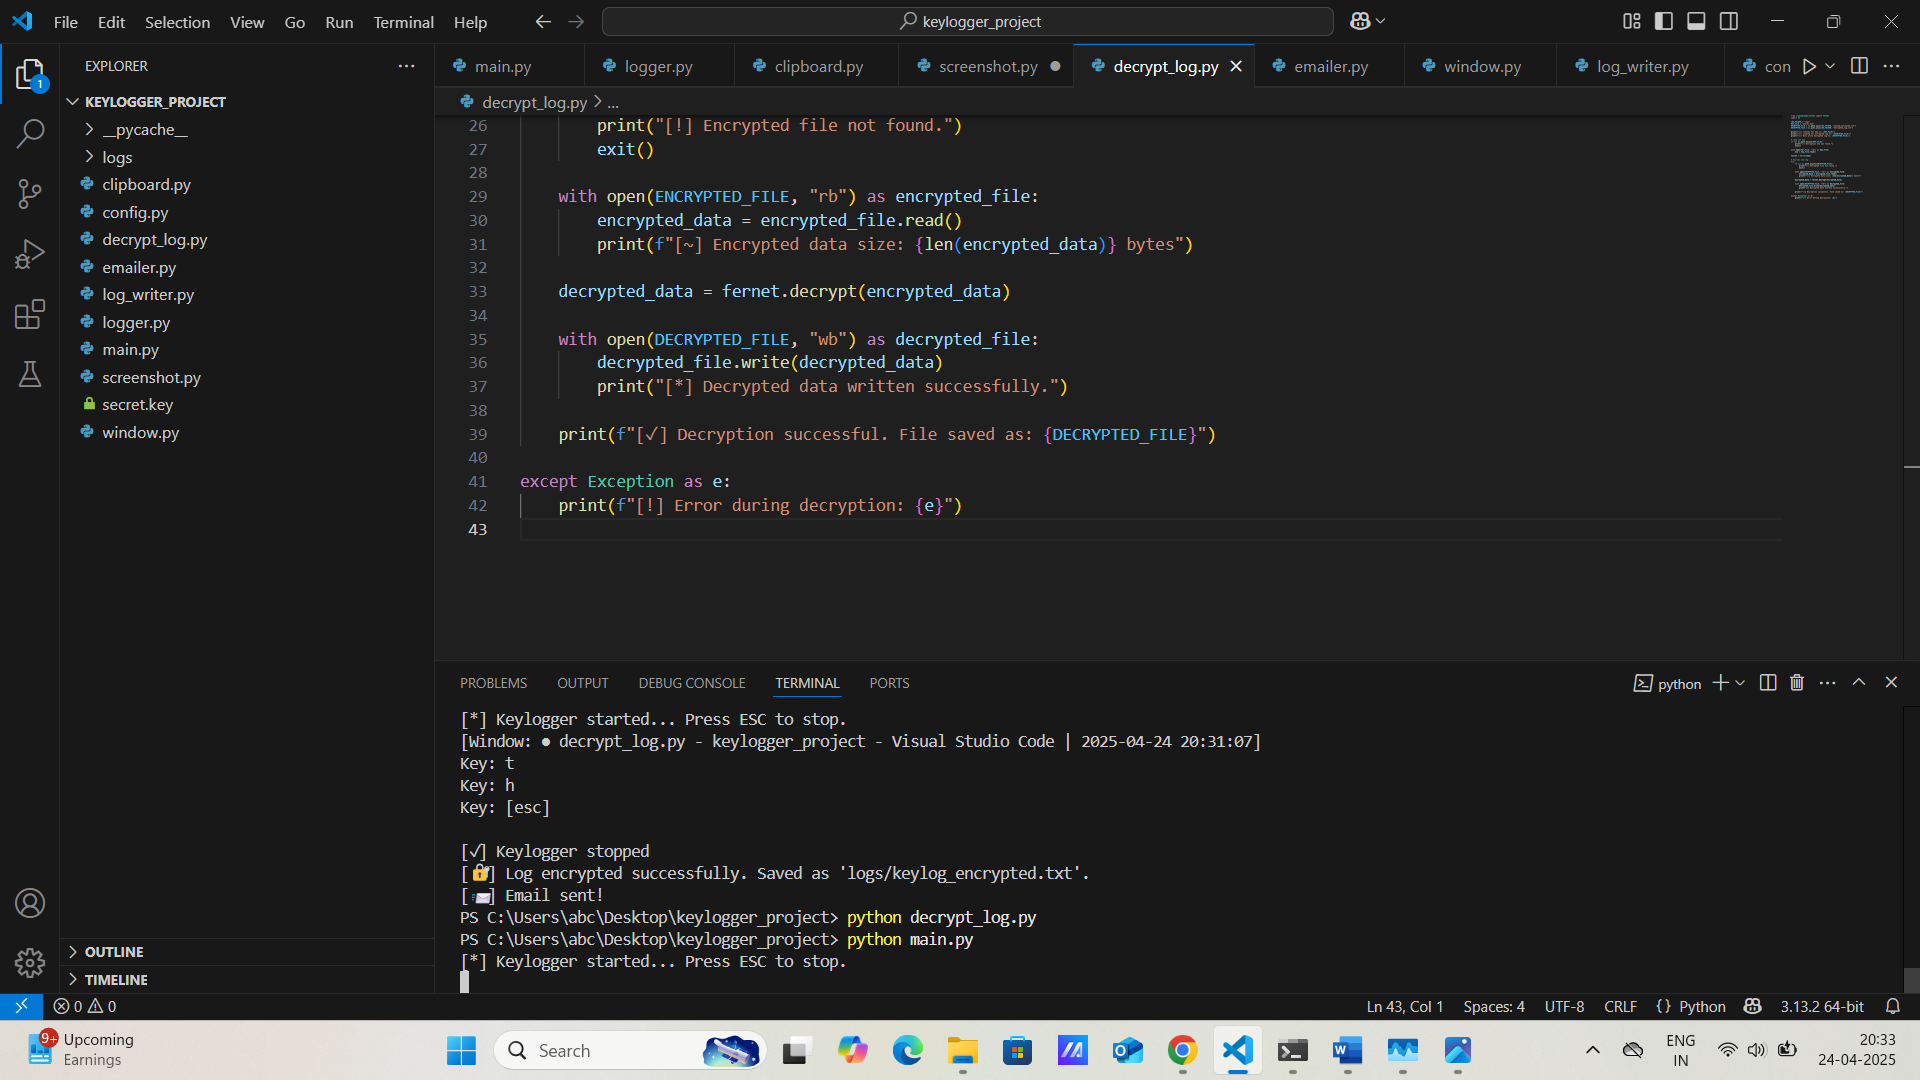 File Edit Selection View Go Run Terminal Help
keylogger_project
EXPLORER
main.py
logger.py
clipboard.py
screenshot.py
decrypt_log.py
emailer.py
window.py
log_writer.py
con
1
KEYLOGGER_PROJECT
__pycache__
logs
clipboard.py
config.py
decrypt_log.py
emailer.py
log_writer.py
logger.py
main.py
screenshot.py
secret.key
window.py
OUTLINE
TIMELINE
decrypt_log.py > ...
26 print("[!] Encrypted file not found.")
27 exit()
28
29 with open(ENCRYPTED_FILE, "rb") as encrypted_file:
30 encrypted_data = encrypted_file.read()
31 print(f"[~] Encrypted data size: {len(encrypted_data)} bytes")
32
33 decrypted_data = fernet.decrypt(encrypted_data)
34
35 with open(DECRYPTED_FILE, "wb") as decrypted_file:
36 decrypted_file.write(decrypted_data)
37 print("[*] Decrypted data written successfully.")
38
39 print(f"[✓] Decryption successful. File saved as: {DECRYPTED_FILE}")
40
41 except Exception as e:
42 print(f"[!] Error during decryption: {e}")
43
PROBLEMS OUTPUT DEBUG CONSOLE TERMINAL PORTS
python
[*] Keylogger started... Press ESC to stop.
[Window: ● decrypt_log.py - keylogger_project - Visual Studio Code | 2025-04-24 20:31:07]
Key: t
Key: h
Key: [esc]
[✓] Keylogger stopped
[🔐] Log encrypted successfully. Saved as 'logs/keylog_encrypted.txt'.
[📨] Email sent!
PS C:\Users\abc\Desktop\keylogger_project> python decrypt_log.py
PS C:\Users\abc\Desktop\keylogger_project> python main.py
[*] Keylogger started... Press ESC to stop.
0 0
Ln 43, Col 1 Spaces: 4 UTF-8 CRLF {} Python 3.13.2 64-bit
9+
Upcoming
Earnings
Search
ENG
IN
20:33
24-04-2025